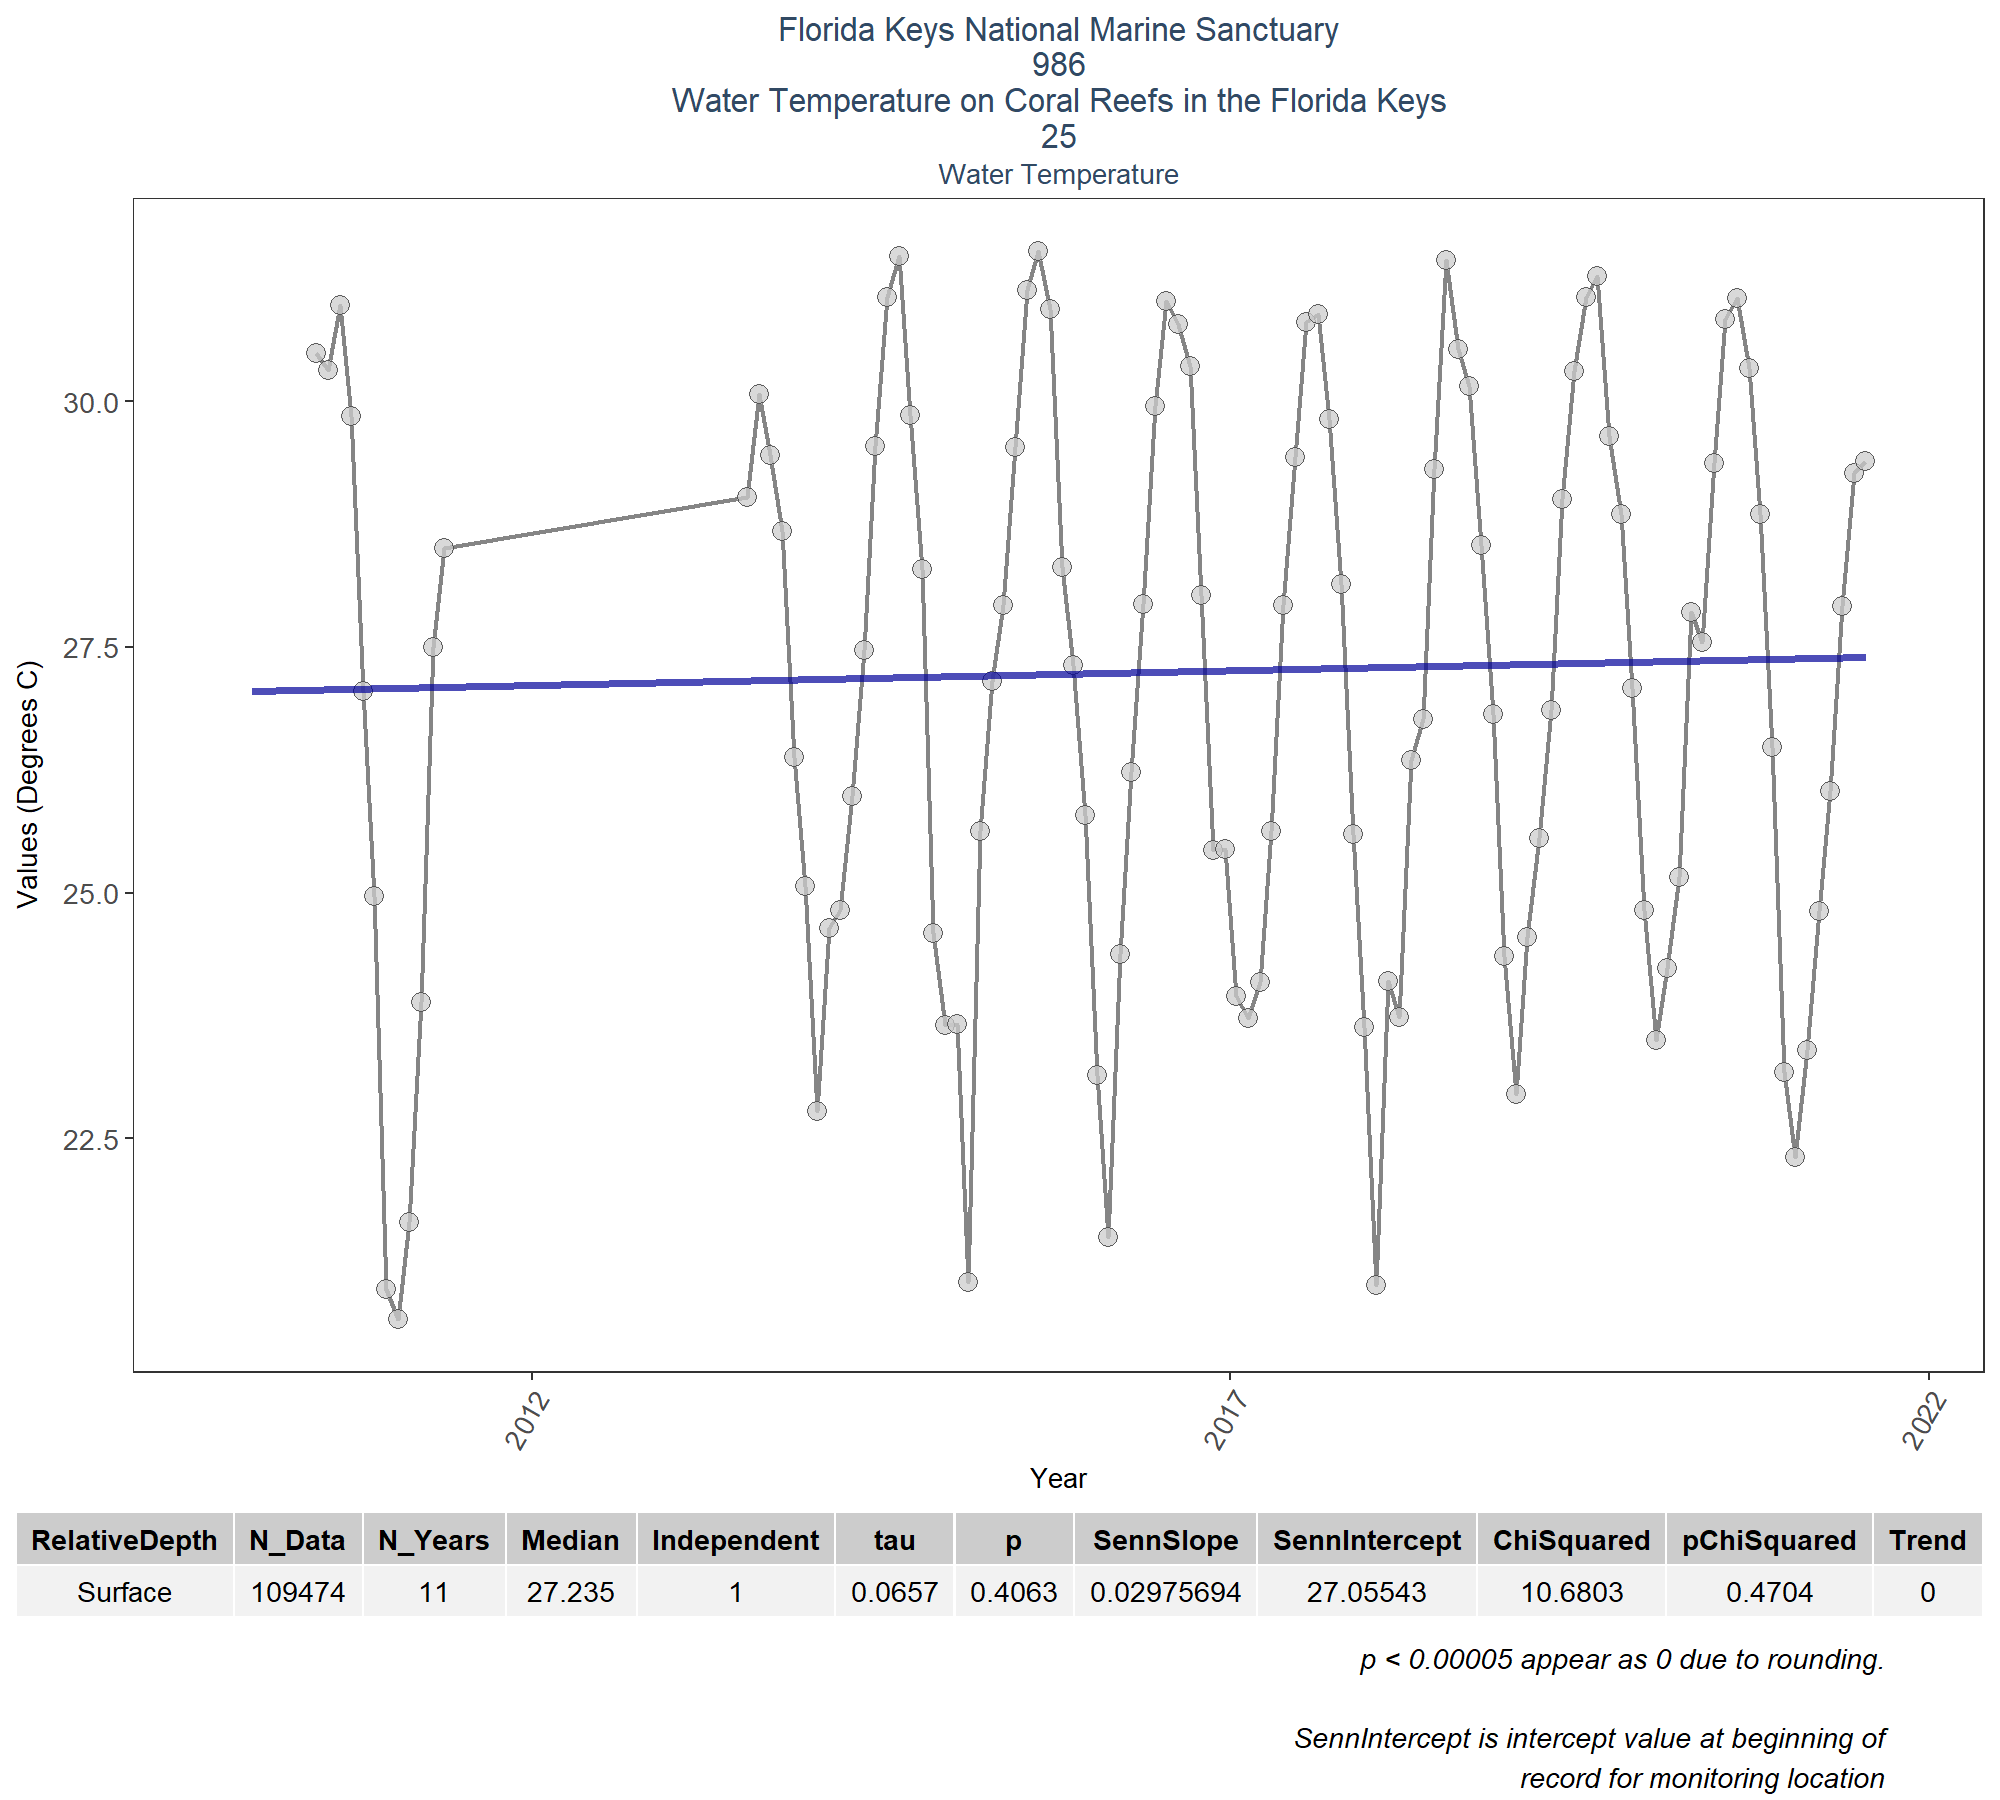 Florida Keys National Marine Sanctuary
986
Water Temperature on Coral Reefs in the Florida Keys
25
Water Temperature
Values (Degrees C)
30.0
27.5
25.0
22.5
2012
2017
2022
Year
RelativeDepth N_Data N_Years Median Independent tau p SennSlope SennIntercept ChiSquared pChiSquared Trend
Surface 109474 11 27.235 1 0.0657 0.4063 0.02975694 27.05543 10.6803 0.4704 0
p < 0.00005 appear as 0 due to rounding.
SennIntercept is intercept value at beginning of
record for monitoring location